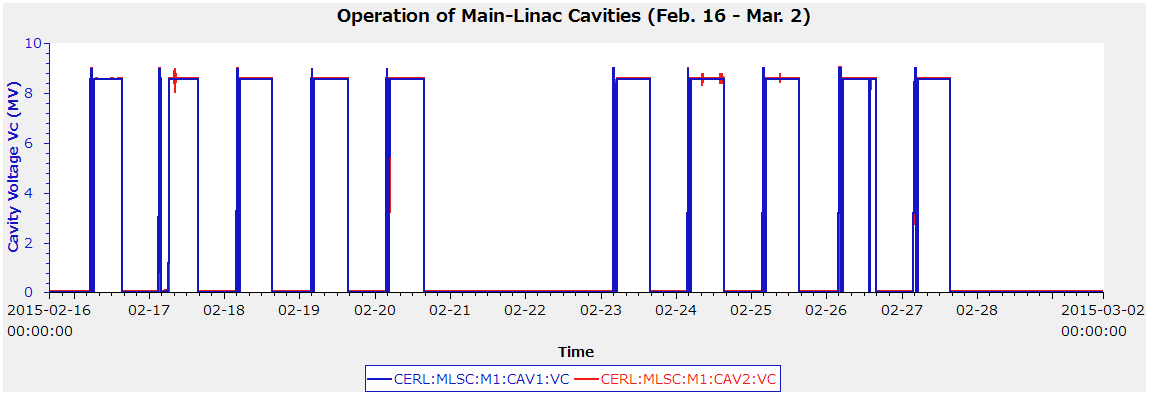 Operation of Main-Linac Cavities (Feb. 16 - Mar. 2)
Cavity Voltage Vc (MV)
10
8
6
4
2
0
2015-02-16 02-17 02-18 02-19 02-20 02-21 02-22 02-23 02-24 02-25 02-26 02-27 02-28 2015-03-02
00:00:00 00:00:00
Time
CERL:MLSC:M1:CAV1:VC CERL:MLSC:M1:CAV2:VC